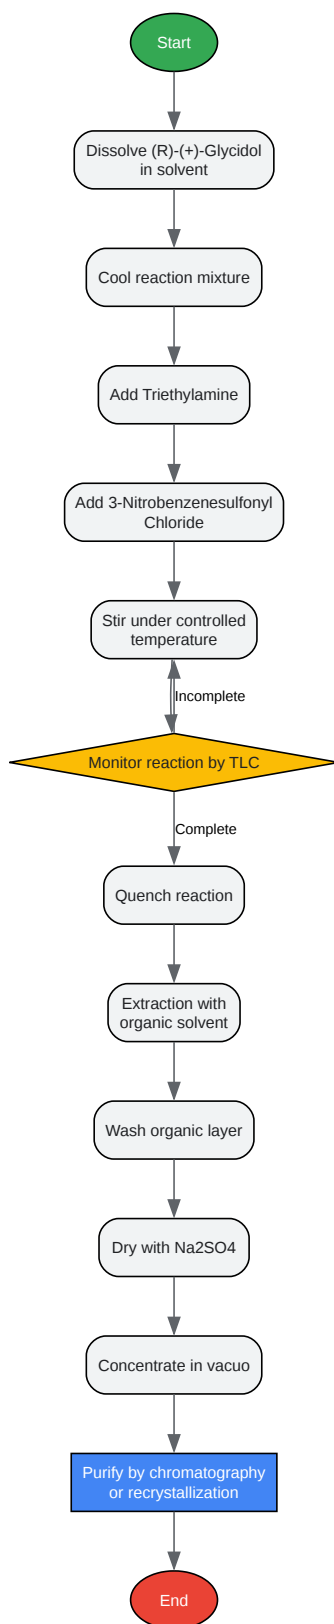 Start
Dissolve (R)-(+)-Glycidol
in solvent
Cool reaction mixture
Add Triethylamine
Add 3-Nitrobenzenesulfonyl
Chloride
Stir under controlled
temperature
Incomplete
Monitor reaction by TLC
Complete
Quench reaction
Extraction with
organic solvent
Wash organic layer
Dry with Na2SO4
Concentrate in vacuo
Purify by chromatography
or recrystallization
End